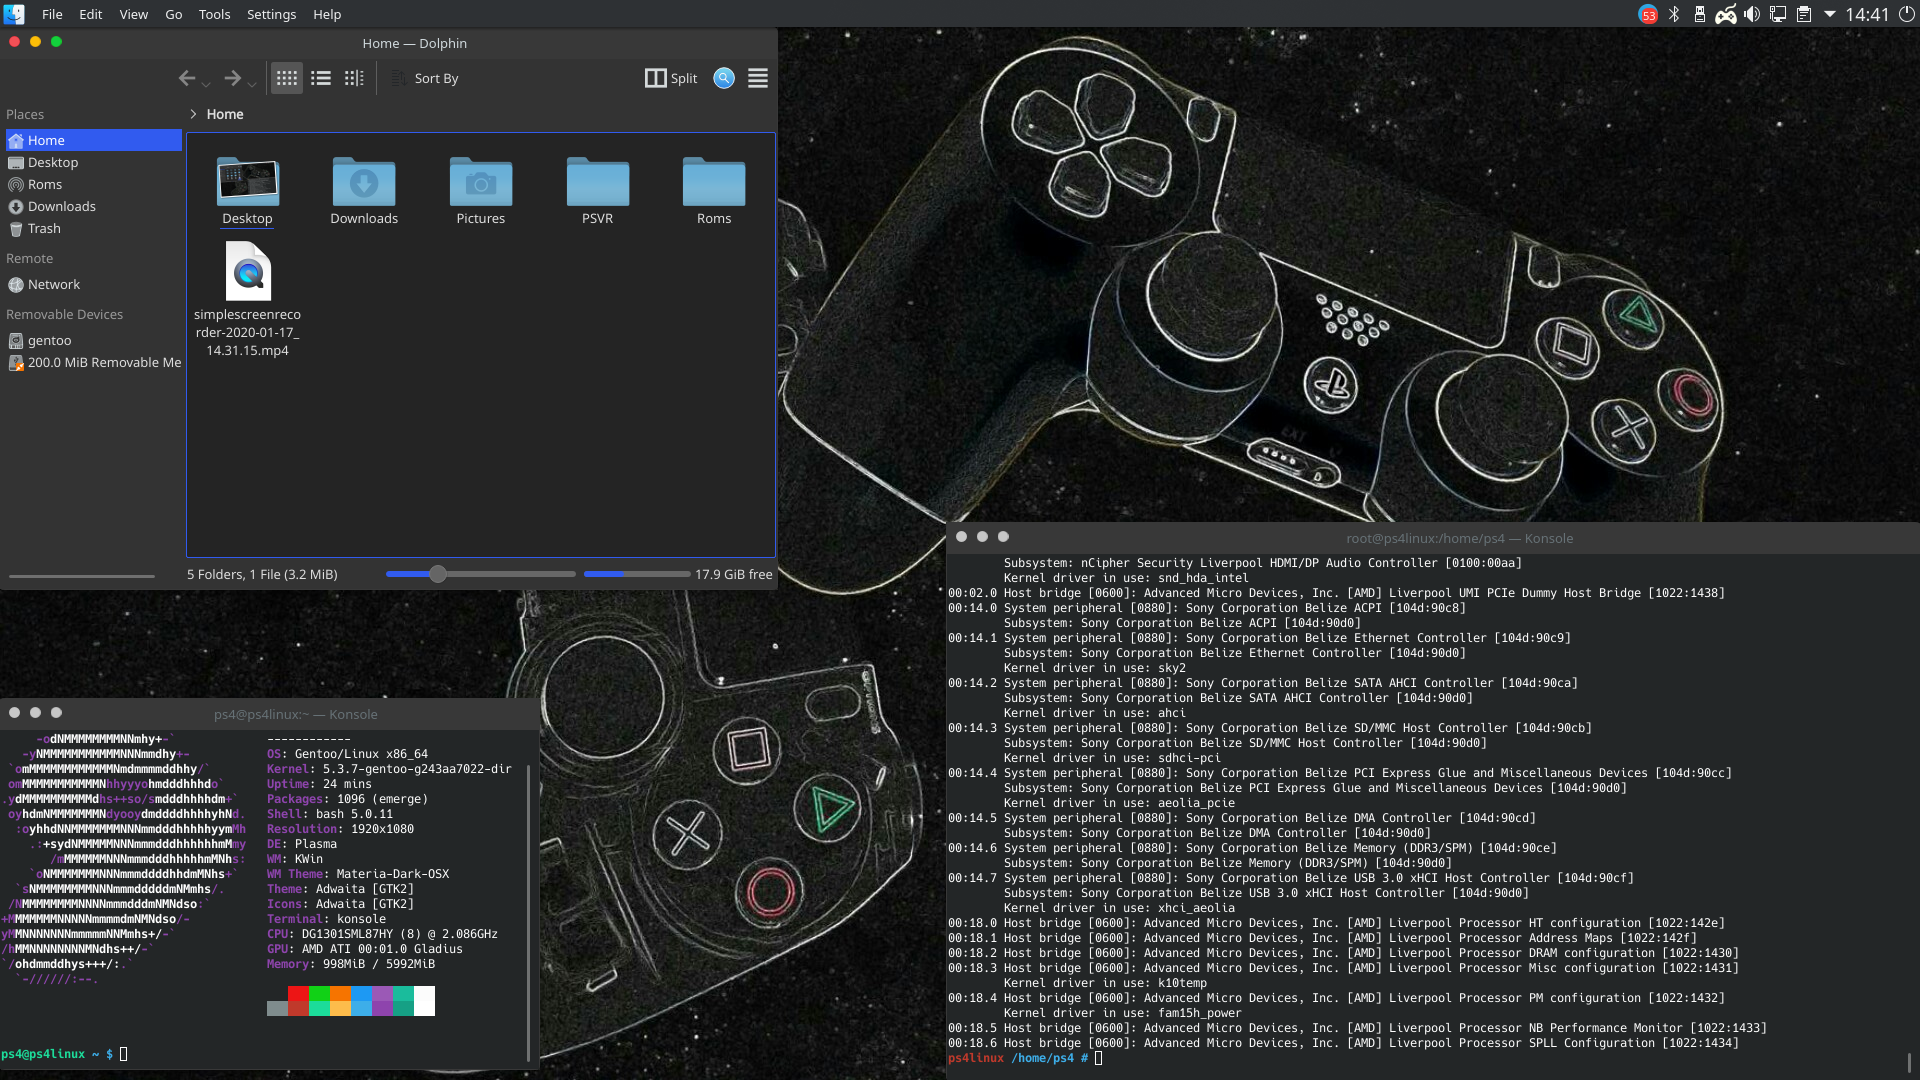 File Edit View Go Tools Settings Help
53
14:41
Home — Dolphin
Sort By
Split
Places
Home
Desktop
Roms
Downloads
Trash
Remote
Network
Removable Devices
gentoo
200.0 MiB Removable Me
Home
Desktop Downloads Pictures PSVR Roms
simplescreenreco
rder-2020-01-17_
14.31.15.mp4
5 Folders, 1 File (3.2 MiB)
17.9 GiB free
EXT
ps4@ps4linux:~ — Konsole
------------
OS: Gentoo/Linux x86_64
Kernel: 5.3.7-gentoo-g243aa7022-dir
Uptime: 24 mins
Packages: 1096 (emerge)
Shell: bash 5.0.11
Resolution: 1920x1080
DE: Plasma
WM: KWin
WM Theme: Materia-Dark-OSX
Theme: Adwaita [GTK2]
Icons: Adwaita [GTK2]
Terminal: konsole
CPU: DG1301SML87HY (8) @ 2.086GHz
GPU: AMD ATI 00:01.0 Gladius
Memory: 998MiB / 5992MiB
ps4@ps4linux ~ $
root@ps4linux:/home/ps4 — Konsole
Subsystem: nCipher Security Liverpool HDMI/DP Audio Controller [0100:00aa]
Kernel driver in use: snd_hda_intel
00:02.0 Host bridge [0600]: Advanced Micro Devices, Inc. [AMD] Liverpool UMI PCIe Dummy Host Bridge [1022:1438]
00:14.0 System peripheral [0880]: Sony Corporation Belize ACPI [104d:90c8]
Subsystem: Sony Corporation Belize ACPI [104d:90d0]
00:14.1 System peripheral [0880]: Sony Corporation Belize Ethernet Controller [104d:90c9]
Subsystem: Sony Corporation Belize Ethernet Controller [104d:90d0]
Kernel driver in use: sky2
00:14.2 System peripheral [0880]: Sony Corporation Belize SATA AHCI Controller [104d:90ca]
Subsystem: Sony Corporation Belize SATA AHCI Controller [104d:90d0]
Kernel driver in use: ahci
00:14.3 System peripheral [0880]: Sony Corporation Belize SD/MMC Host Controller [104d:90cb]
Subsystem: Sony Corporation Belize SD/MMC Host Controller [104d:90d0]
Kernel driver in use: sdhci-pci
00:14.4 System peripheral [0880]: Sony Corporation Belize PCI Express Glue and Miscellaneous Devices [104d:90cc]
Subsystem: Sony Corporation Belize PCI Express Glue and Miscellaneous Devices [104d:90d0]
Kernel driver in use: aeolia_pcie
00:14.5 System peripheral [0880]: Sony Corporation Belize DMA Controller [104d:90cd]
Subsystem: Sony Corporation Belize DMA Controller [104d:90d0]
00:14.6 System peripheral [0880]: Sony Corporation Belize Memory (DDR3/SPM) [104d:90ce]
Subsystem: Sony Corporation Belize Memory (DDR3/SPM) [104d:90d0]
00:14.7 System peripheral [0880]: Sony Corporation Belize USB 3.0 xHCI Host Controller [104d:90cf]
Subsystem: Sony Corporation Belize USB 3.0 xHCI Host Controller [104d:90d0]
Kernel driver in use: xhci_aeolia
00:18.0 Host bridge [0600]: Advanced Micro Devices, Inc. [AMD] Liverpool Processor HT configuration [1022:142e]
00:18.1 Host bridge [0600]: Advanced Micro Devices, Inc. [AMD] Liverpool Processor Address Maps [1022:142f]
00:18.2 Host bridge [0600]: Advanced Micro Devices, Inc. [AMD] Liverpool Processor DRAM configuration [1022:1430]
00:18.3 Host bridge [0600]: Advanced Micro Devices, Inc. [AMD] Liverpool Processor Misc configuration [1022:1431]
Kernel driver in use: k10temp
00:18.4 Host bridge [0600]: Advanced Micro Devices, Inc. [AMD] Liverpool Processor PM configuration [1022:1432]
Kernel driver in use: fam15h_power
00:18.5 Host bridge [0600]: Advanced Micro Devices, Inc. [AMD] Liverpool Processor NB Performance Monitor [1022:1433]
00:18.6 Host bridge [0600]: Advanced Micro Devices, Inc. [AMD] Liverpool Processor SPLL Configuration [1022:1434]
ps4linux /home/ps4 #